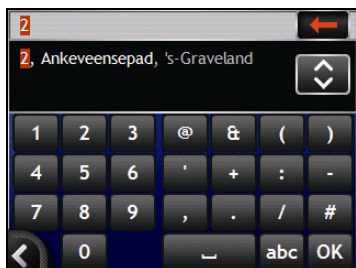 2
2, Ankeveensepad, 's-Graveland
1 2 3 @ & ( )
4 5 6 ' + : -
7 8 9 , . / #
0 abc OK